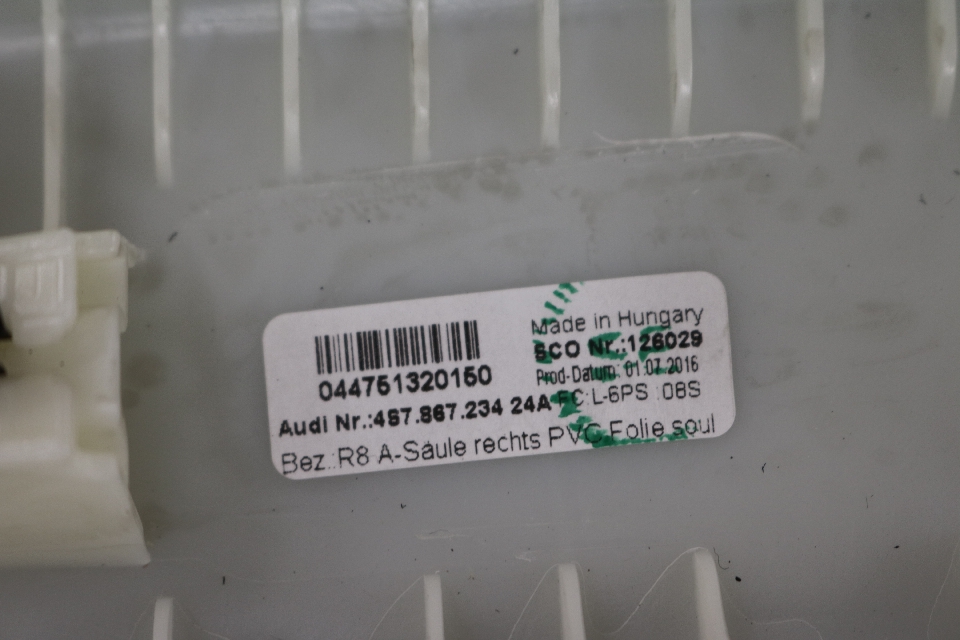 Made in Hungary
SCO Nr.:126029
Prod-Datum: 01.07.2016
044751320150
Audi Nr.:4S7.867.234 24A FC:L-6PS :08S
Bez.:R8 A-Säule rechts PVC Folie soul